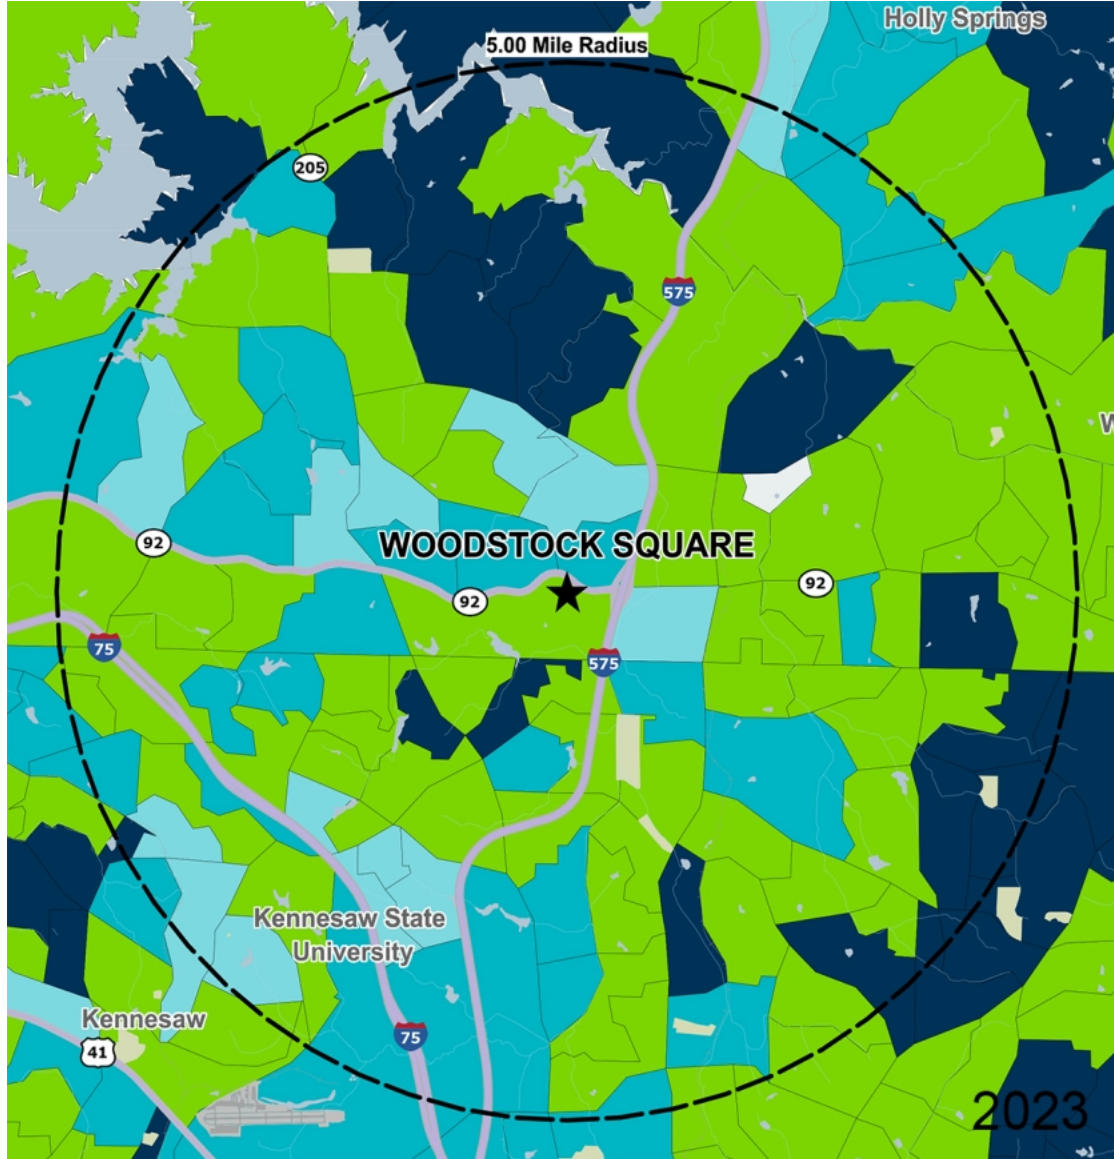 Holly Springs
5.00 Mile Radius
205
575
W
92
WOODSTOCK SQUARE
92
92
75
575
Kennesaw State
University
Kennesaw
75
41
2023